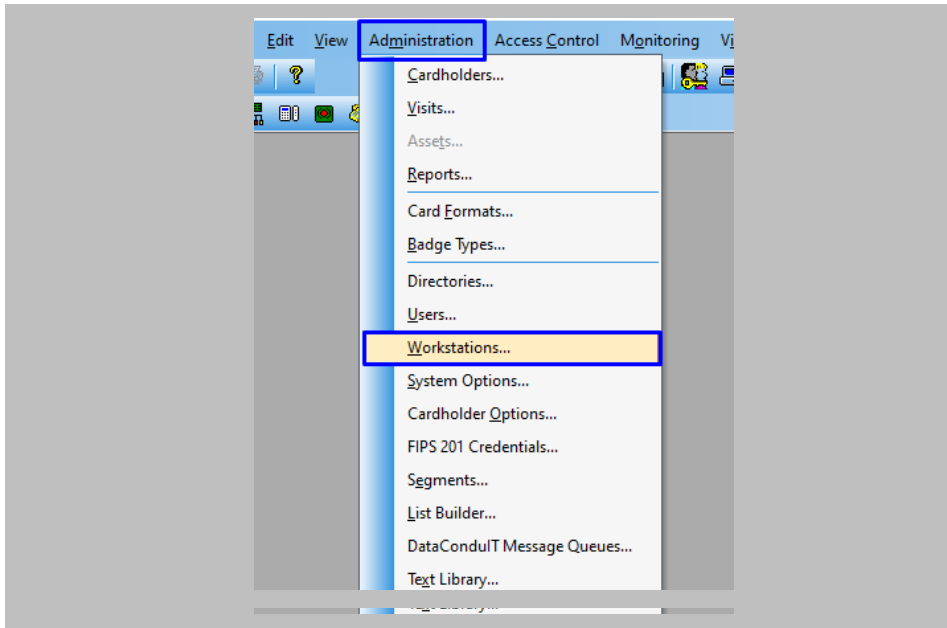 Edit View Administration Access Control Monitoring
Cardholders...
Visits...
Assets...
Reports...
Card Formats...
Badge Types...
Directories...
Users...
Workstations...
System Options...
Cardholder Options...
FIPS 201 Credentials...
Segments...
List Builder...
DataConduIT Message Queues...
Text Library...